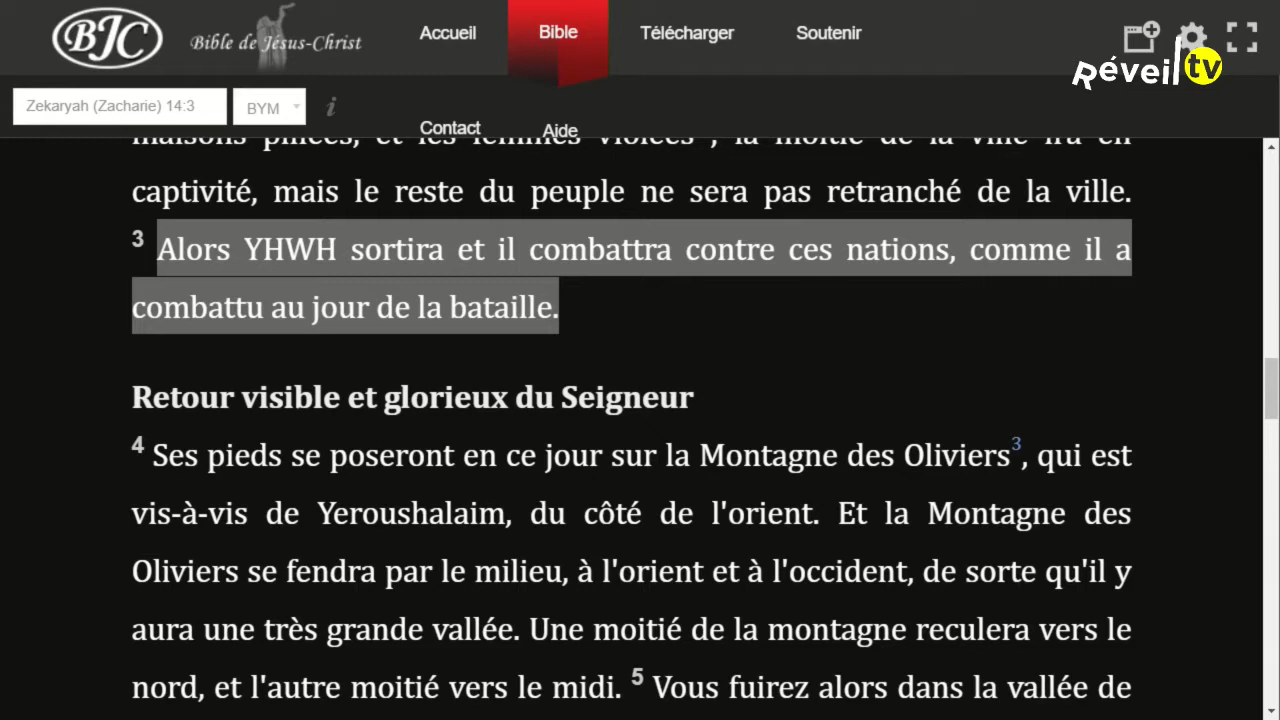 BJC Bible de Jésus-Christ Accueil Bible Télécharger Soutenir
Réveil tv
Zekaryah (Zacharie) 14:3 BYM i Contact Aide
captivité, mais le reste du peuple ne sera pas retranché de la ville.
3 Alors YHWH sortira et il combattra contre ces nations, comme il a
combattu au jour de la bataille.
Retour visible et glorieux du Seigneur
4 Ses pieds se poseront en ce jour sur la Montagne des Oliviers3, qui est
vis-à-vis de Yeroushalaim, du côté de l'orient. Et la Montagne des
Oliviers se fendra par le milieu, à l'orient et à l'occident, de sorte qu'il y
aura une très grande vallée. Une moitié de la montagne reculera vers le
nord, et l'autre moitié vers le midi. 5 Vous fuirez alors dans la vallée de